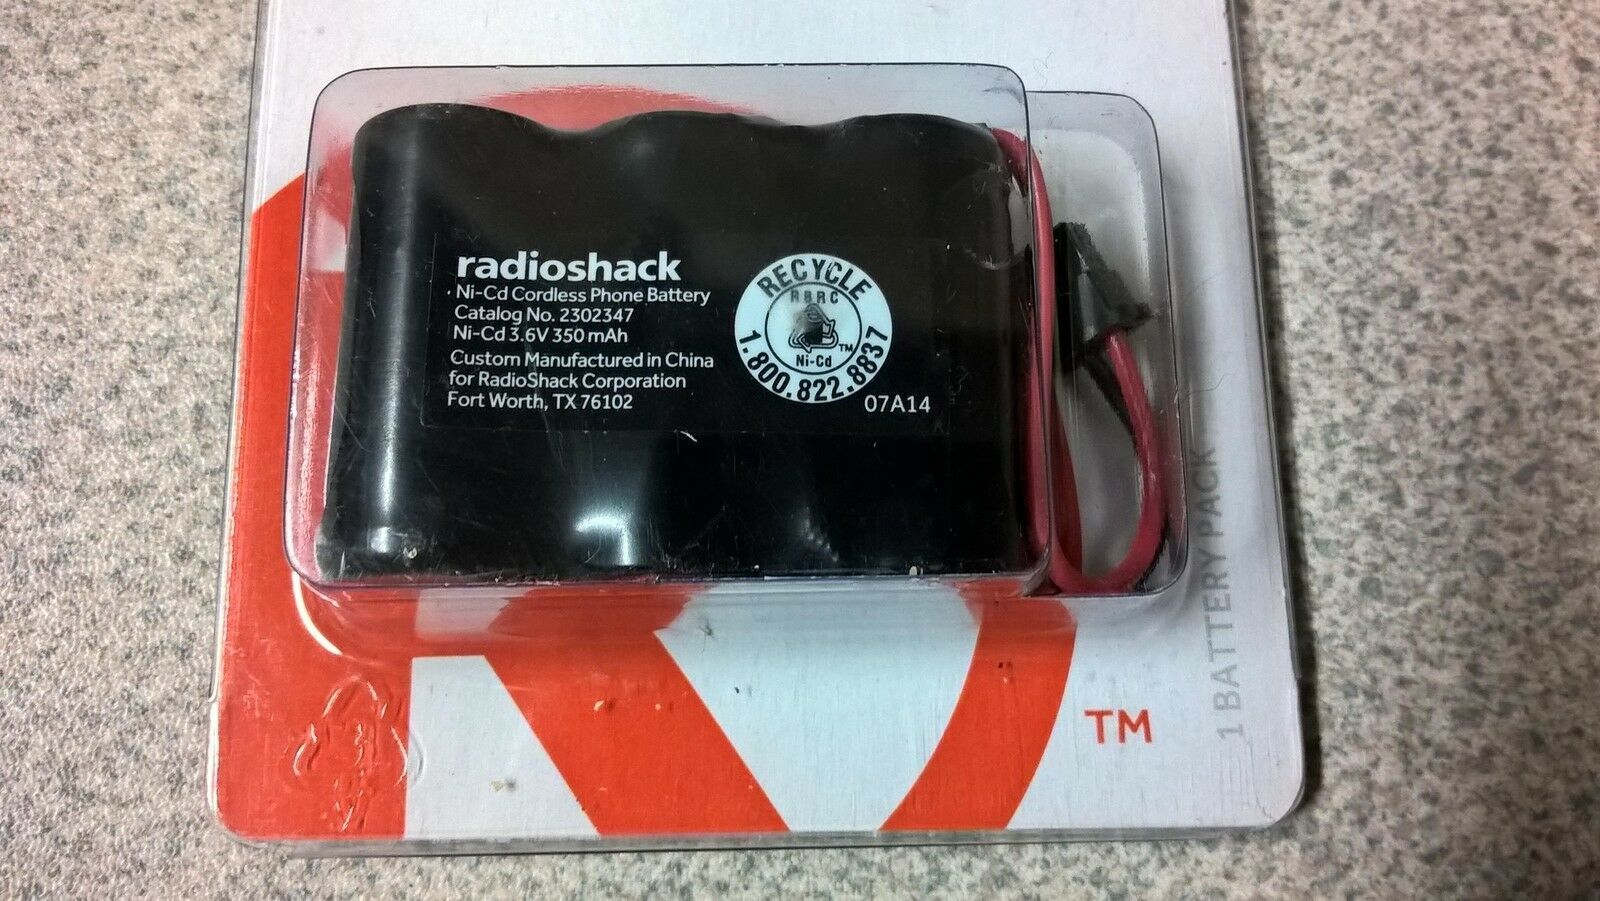 radioshack
Ni-Cd Cordless Phone Battery
Catalog No. 2302347
Ni-Cd 3.6V 350 mAh
Custom Manufactured in China
for RadioShack Corporation
Fort Worth, TX 76102
RECYCLE
RBRC
TM
Ni-Cd
1.800.822.8837
07A14
TM
1 BATTERY PACK